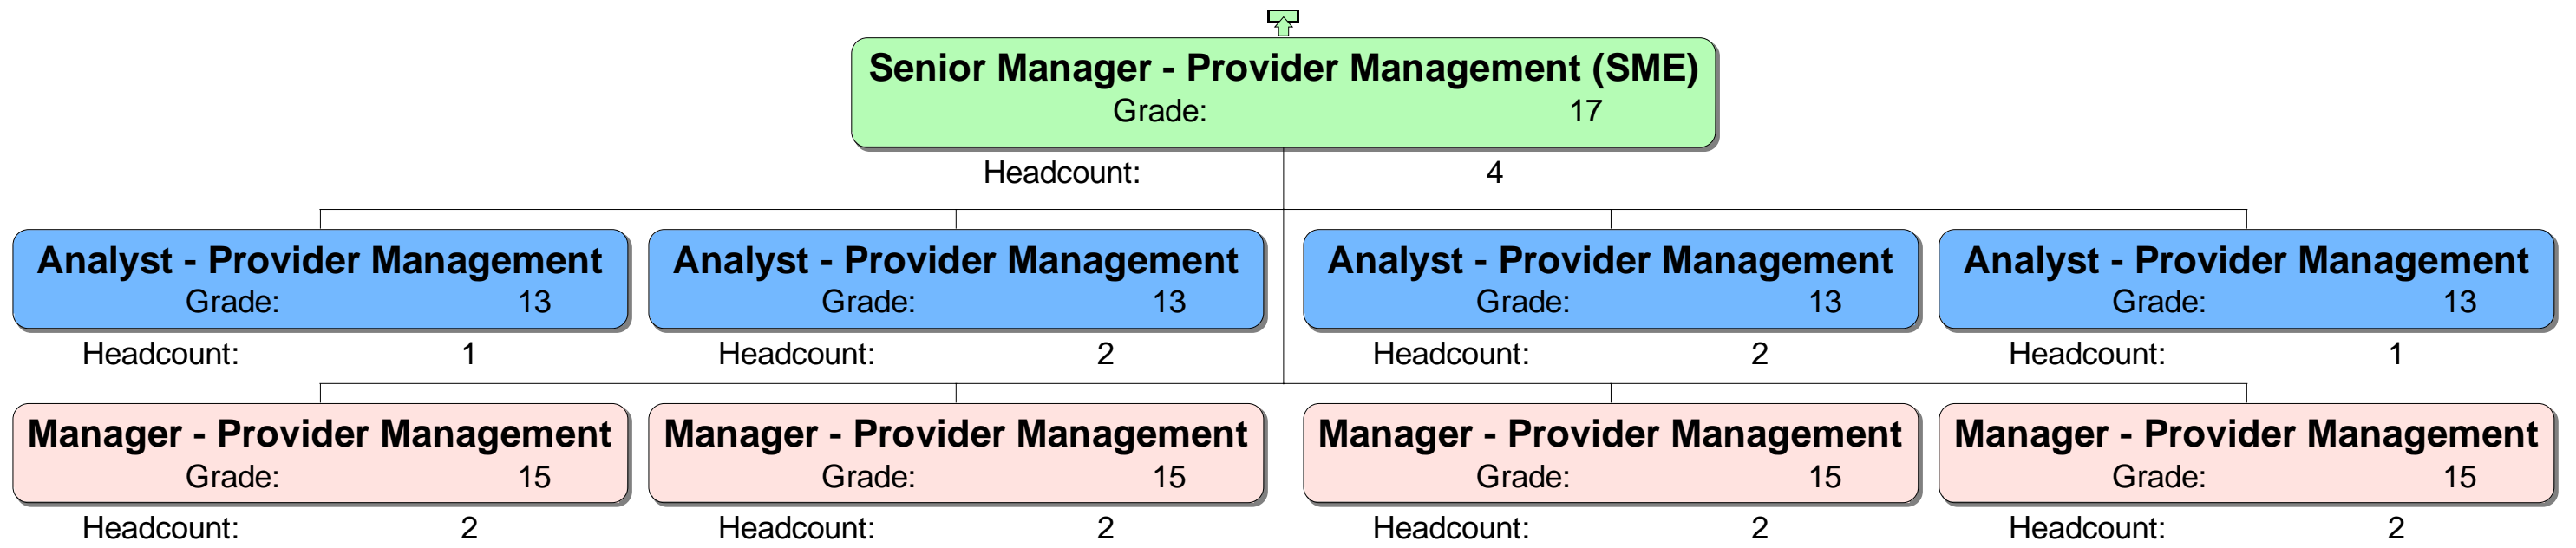 Senior Manager - Provider Management (SME)
Grade: 17
Headcount: 4
Analyst - Provider Management
Grade: 13
Headcount: 1
Analyst - Provider Management
Grade: 13
Headcount: 2
Analyst - Provider Management
Grade: 13
Headcount: 2
Analyst - Provider Management
Grade: 13
Headcount: 1
Manager - Provider Management
Grade: 15
Headcount: 2
Manager - Provider Management
Grade: 15
Headcount: 2
Manager - Provider Management
Grade: 15
Headcount: 2
Manager - Provider Management
Grade: 15
Headcount: 2